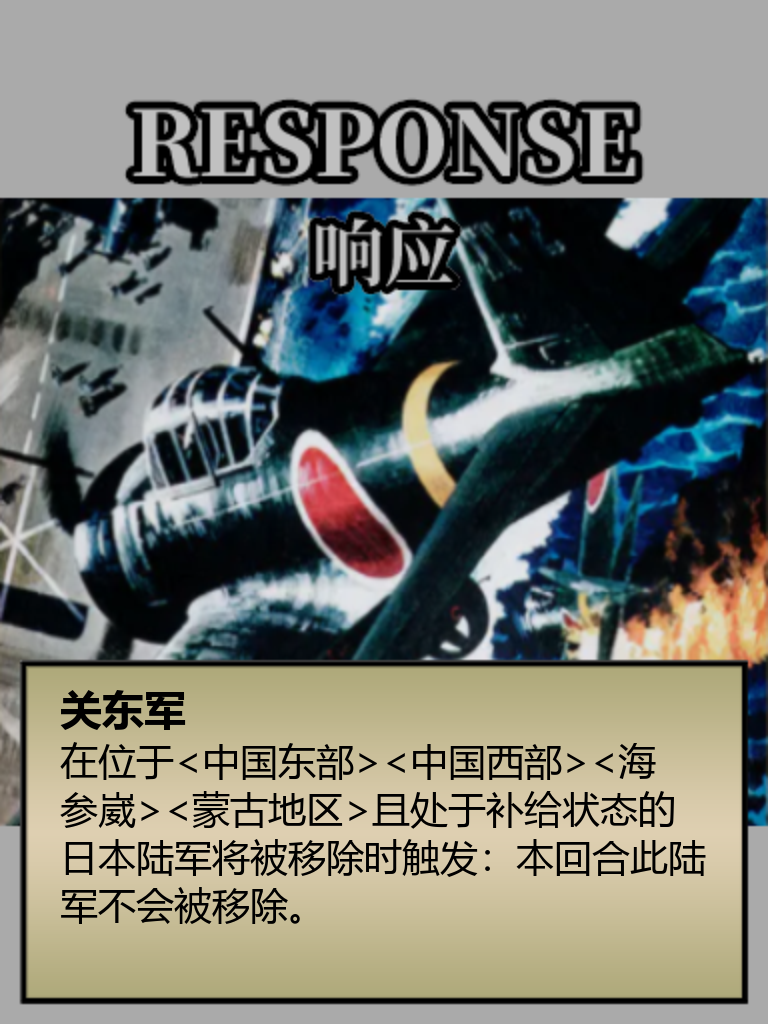 RESPONSE
响应
关东军
在位于<中国东部><中国西部><海
参崴><蒙古地区>且处于补给状态的
日本陆军将被移除时触发：本回合此陆
军不会被移除。